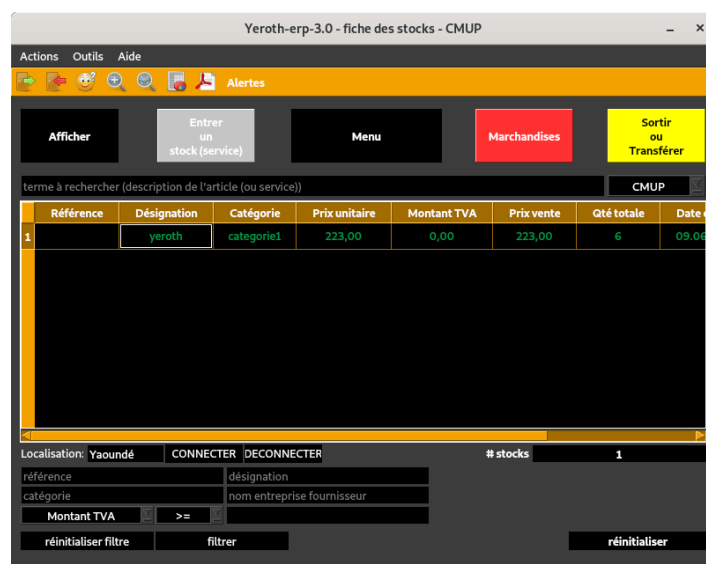 Yeroth-erp-3.0 - fiche des stocks - CMUP
Actions Outils Aide
Alertes
Afficher
Entrer
un
stock (service)
Menu
Marchandises
Sortir
ou
Transférer
terme à rechercher (description de l'article (ou service))
CMUP
Référence Désignation Catégorie Prix unitaire Montant TVA Prix vente Qté totale Date
1 yeroth categorie1 223,00 0,00 223,00 6 09.06
Localisation: Yaoundé CONNECTER DECONNECTER # stocks 1
référence désignation
catégorie nom entreprise fournisseur
Montant TVA >=
réinitialiser filtre filtrer réinitialiser